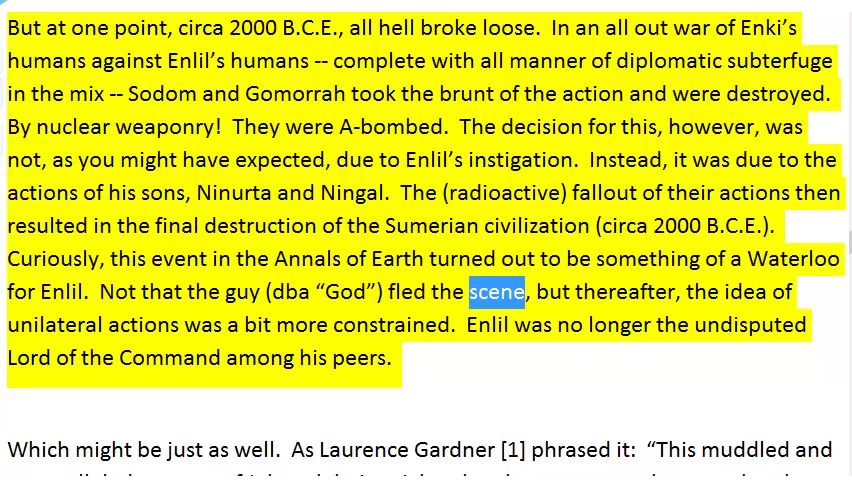 But at one point, circa 2000 B.C.E., all hell broke loose.  In an all out war of Enki’s
humans against Enlil’s humans -- complete with all manner of diplomatic subterfuge
in the mix -- Sodom and Gomorrah took the brunt of the action and were destroyed.
By nuclear weaponry!  They were A-bombed.  The decision for this, however, was
not, as you might have expected, due to Enlil’s instigation.  Instead, it was due to the
actions of his sons, Ninurta and Ningal.  The (radioactive) fallout of their actions then
resulted in the final destruction of the Sumerian civilization (circa 2000 B.C.E.).
Curiously, this event in the Annals of Earth turned out to be something of a Waterloo
for Enlil.  Not that the guy (dba “God”) fled the scene, but thereafter, the idea of
unilateral actions was a bit more constrained.  Enlil was no longer the undisputed
Lord of the Command among his peers.
Which might be just as well.  As Laurence Gardner [1] phrased it:  “This muddled and